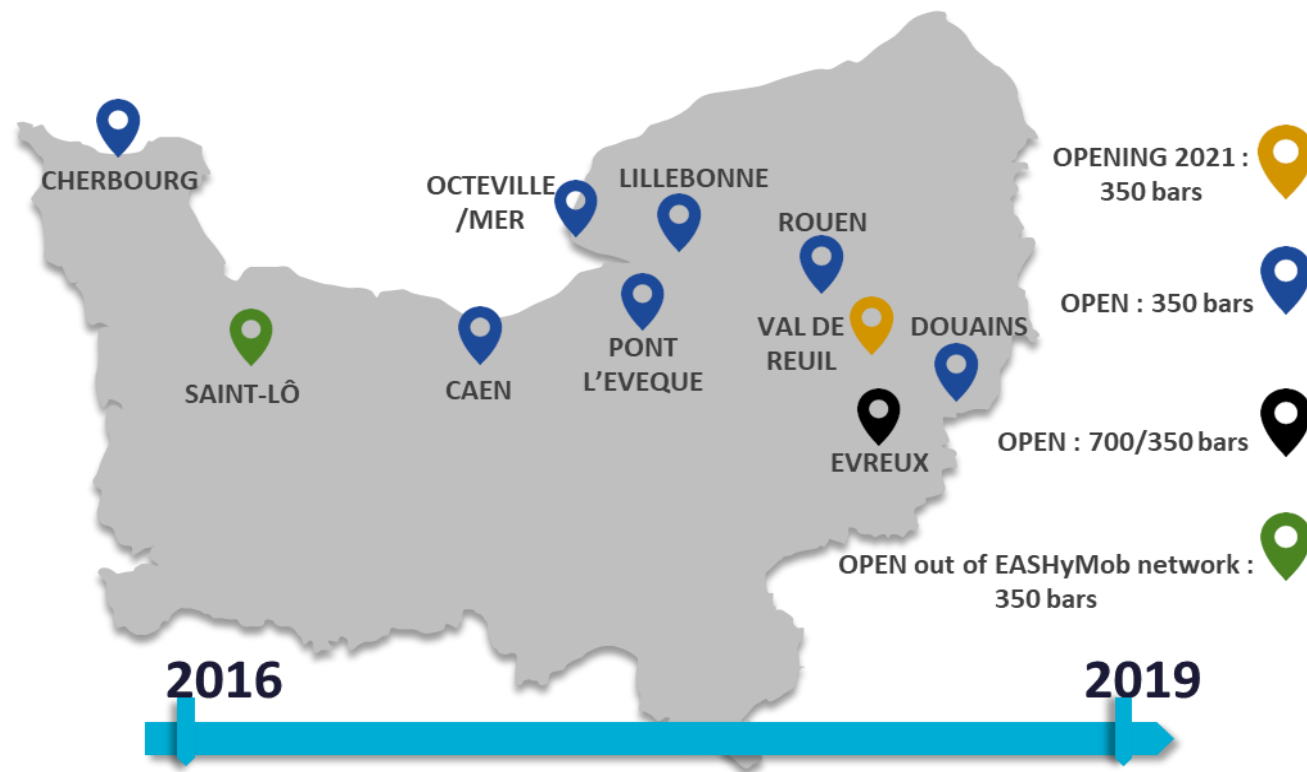 CHERBOURG
OCTEVILLE
/MER
LILLEBONNE
ROUEN
VAL DE
REUIL
DOUAINS
SAINT-LÔ
CAEN
PONT
L'EVEQUE
EVREUX
OPENING 2021 :
350 bars
OPEN : 350 bars
OPEN : 700/350 bars
OPEN out of EASHyMob network :
350 bars
2016
2019